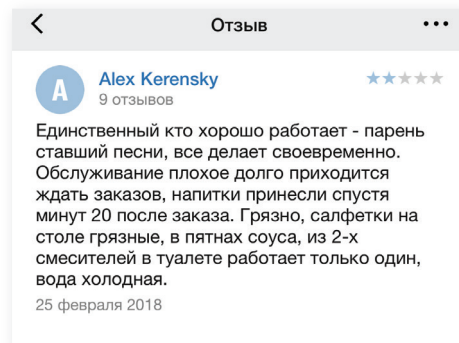 Отзыв
A
Alex Kerensky
9 отзывов
Единственный кто хорошо работает - парень
ставший песни, все делает своевременно.
Обслуживание плохое долго приходится
ждать заказов, напитки принесли спустя
минут 20 после заказа. Грязно, салфетки на
столе грязные, в пятнах соуса, из 2-х
смесителей в туалете работает только один,
вода холодная.
25 февраля 2018